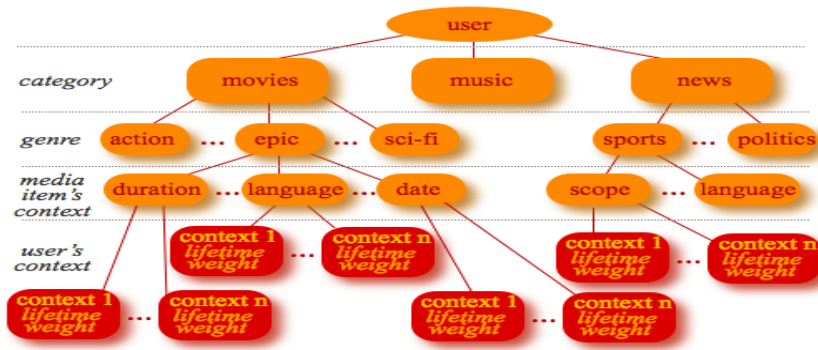 user
category
movies
music
news
genre
action ... epic ... sci-fi
sports ... politics
media
item's
context
duration ... language ... date
scope ... language
user's
context
context 1
lifetime
weight
...
context n
lifetime
weight
context 1
lifetime
weight
...
context n
lifetime
weight
context 1
lifetime
weight
...
context n
lifetime
weight
context 1
lifetime
weight
...
context n
lifetime
weight